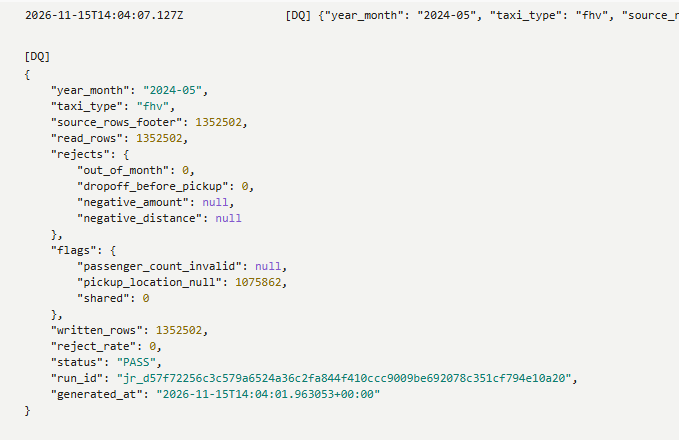 2026-11-15T14:04:07.127Z [DQ] {"year_month": "2024-05", "taxi_type": "fhv", "source_r
[DQ]
{
    "year_month": "2024-05",
    "taxi_type": "fhv",
    "source_rows_footer": 1352502,
    "read_rows": 1352502,
    "rejects": {
        "out_of_month": 0,
        "dropoff_before_pickup": 0,
        "negative_amount": null,
        "negative_distance": null
    },
    "flags": {
        "passenger_count_invalid": null,
        "pickup_location_null": 1075862,
        "shared": 0
    },
    "written_rows": 1352502,
    "reject_rate": 0,
    "status": "PASS",
    "run_id": "jr_d57f72256c3c579a6524a36c2fa844f410ccc9009be692078c351cf794e10a20",
    "generated_at": "2026-11-15T14:04:01.963053+00:00"
}